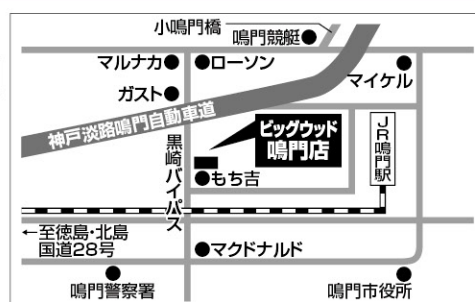 小鳴門橋
鳴門競艇
マルナカ
ローソン
マイケル
ガスト
神戸淡路鳴門自動車道
ビッグウッド
鳴門店
黒崎バイパス
JR鳴門駅
もち吉
←至徳島・北島
国道28号
マクドナルド
鳴門警察署
鳴門市役所